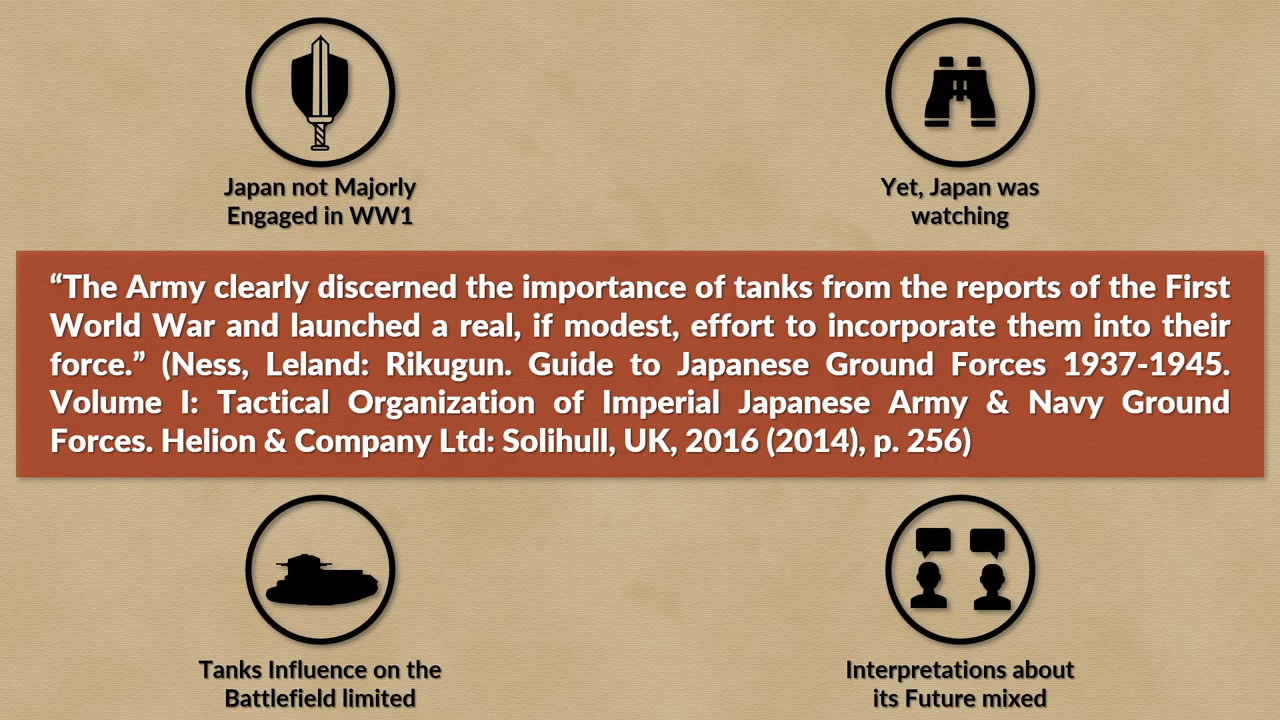 Japan not Majorly
Engaged in WW1
Yet, Japan was
watching
“The Army clearly discerned the importance of tanks from the reports of the First
World War and launched a real, if modest, effort to incorporate them into their
force.” (Ness, Leland: Rikugun. Guide to Japanese Ground Forces 1937-1945.
Volume I: Tactical Organization of Imperial Japanese Army & Navy Ground
Forces. Helion & Company Ltd: Solihull, UK, 2016 (2014), p. 256)
Tanks Influence on the
Battlefield limited
Interpretations about
its Future mixed